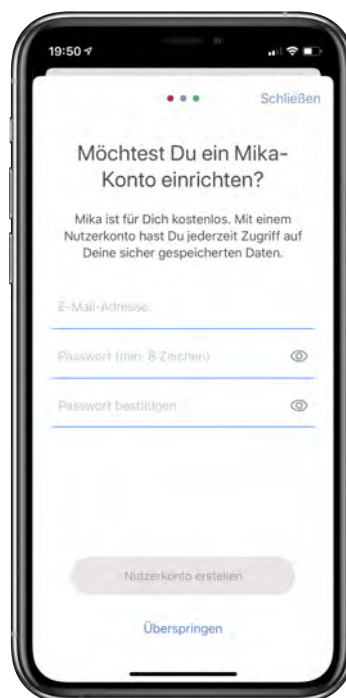 19:50
Schließen
Möchtest Du ein Mika-
Konto einrichten?
Mika ist für Dich kostenlos. Mit einem
Nutzerkonto hast Du jederzeit Zugriff auf
Deine sicher gespeicherten Daten.
E-Mail-Adresse
Passwort (min. 8 Zeichen)
Passwort bestätigen
Nutzerkonto erstellen
Überspringen